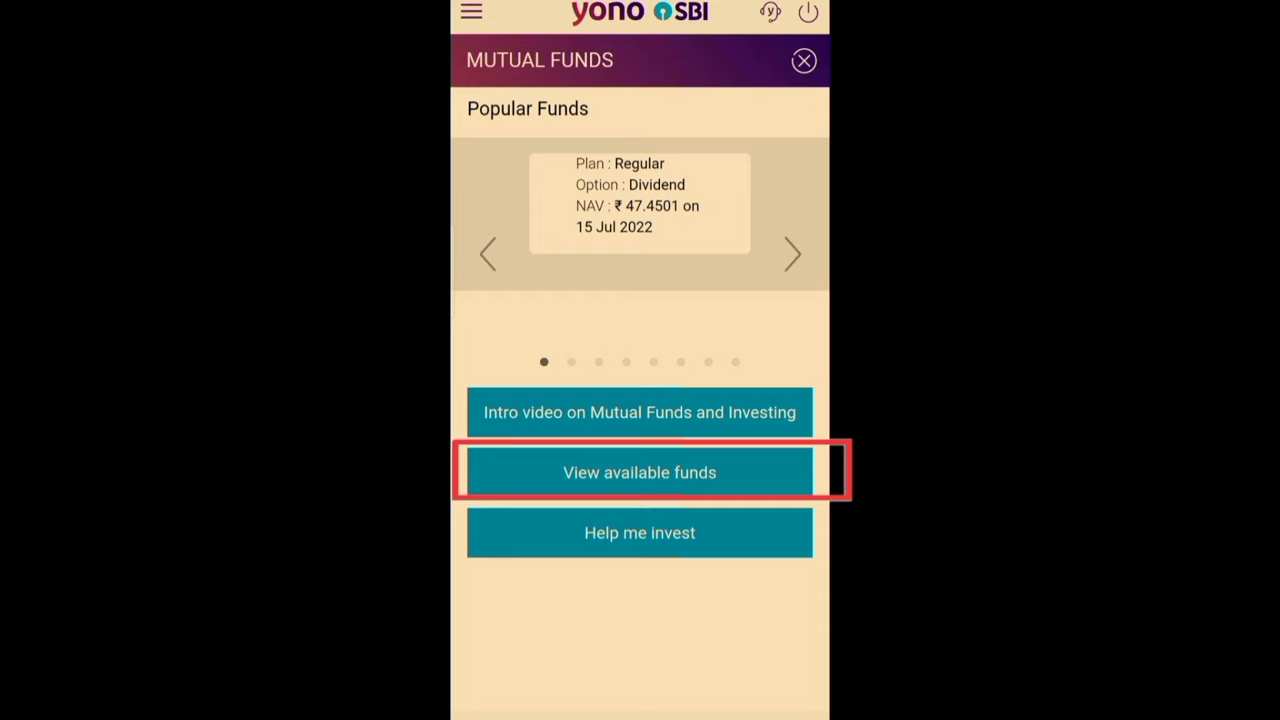 yono SBI
MUTUAL FUNDS
Popular Funds
Plan : Regular
Option : Dividend
NAV : ₹ 47.4501 on
15 Jul 2022
Intro video on Mutual Funds and Investing
View available funds
Help me invest